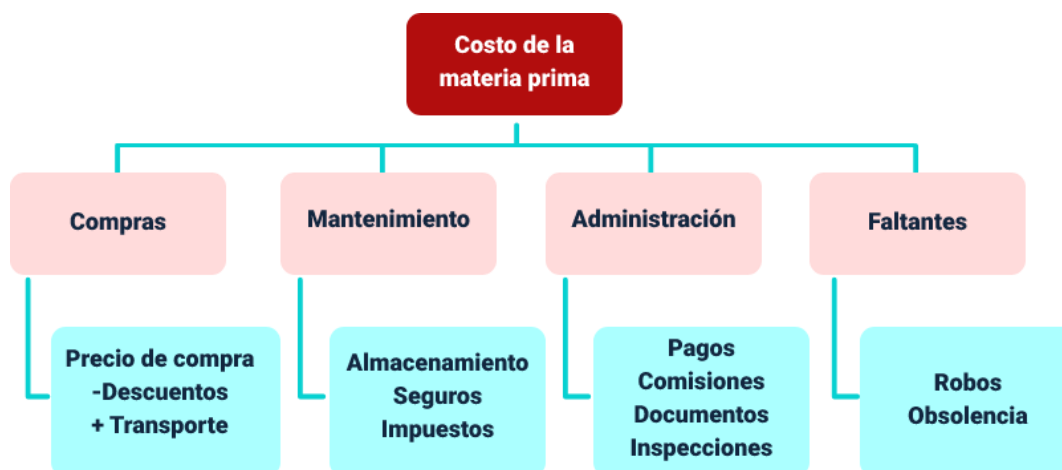 Costo de la
materia prima
Compras
Mantenimiento
Administración
Faltantes
Precio de compra
-Descuentos
+ Transporte
Almacenamiento
Seguros
Impuestos
Pagos
Comisiones
Documentos
Inspecciones
Robos
Obsolencia